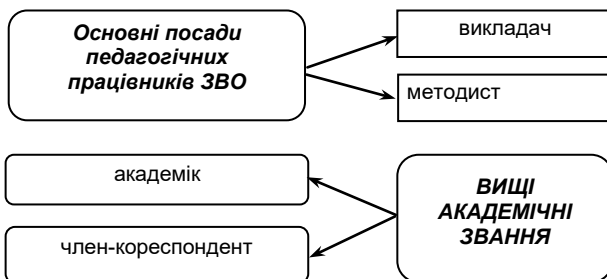 Основні посади
педагогічних
працівників ЗВО
викладач
методист
академік
член-кореспондент
ВИЩІ
АКАДЕМІЧНІ
ЗВАННЯ